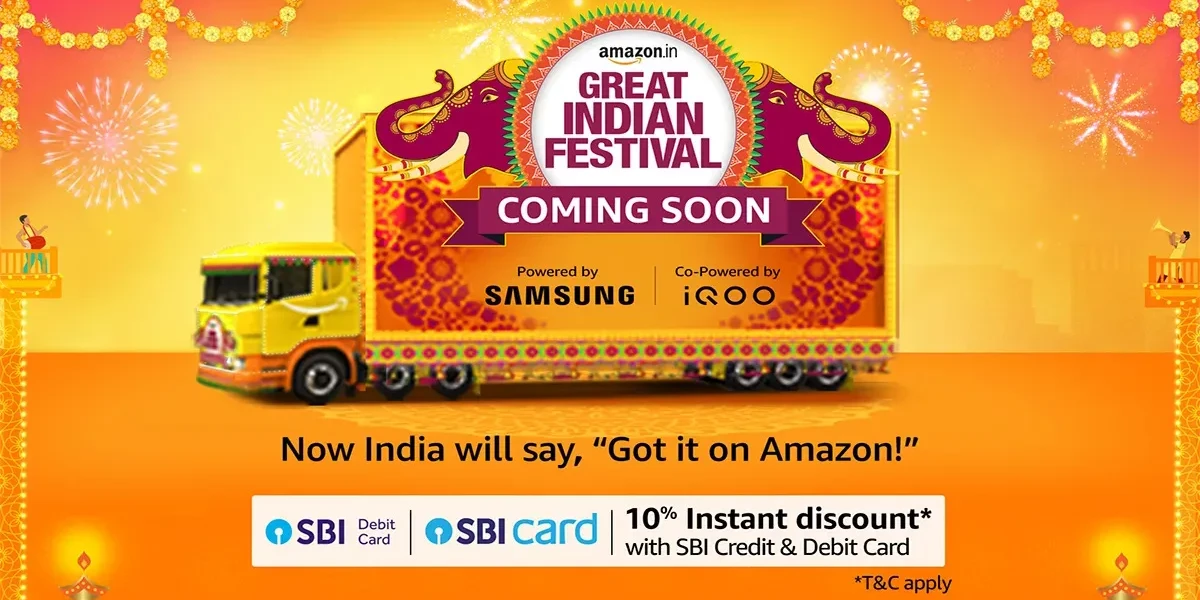 amazon.in
GREAT
INDIAN
FESTIVAL
COMING SOON
Powered by
SAMSUNG
Co-Powered by
iQOO
Now India will say, “Got it on Amazon!”
SBI Debit
Card
SBI card
10% Instant discount*
with SBI Credit & Debit Card
*T&C apply